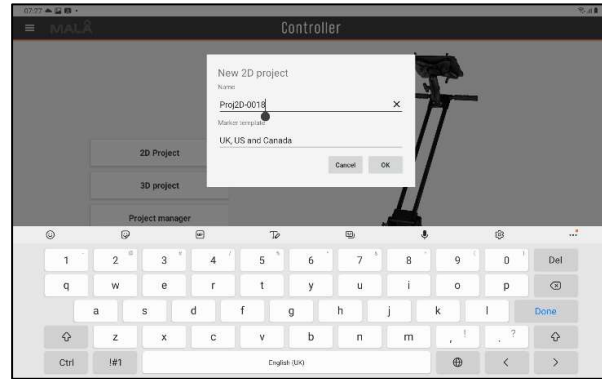 MALÅ
Controller
New 2D project
Name
Proj2D-0018
Marker template
UK, US and Canada
Cancel OK
2D Project
3D project
Project manager
1 2 3 4 5 6 7 8 9 0 Del
q w e r t y u i o p
a s d f g h j k l Done
z x c v b n m , ! . ?
Ctrl !#1 English (UK) < >